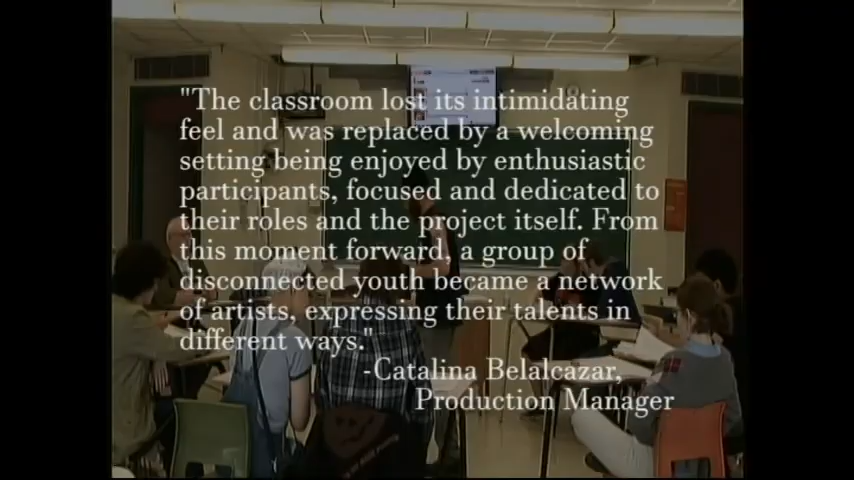 "The classroom lost its intimidating
feel and was replaced by a welcoming
setting being enjoyed by enthusiastic
participants, focused and dedicated to
their roles and the project itself. From
this moment forward, a group of
disconnected youth became a network
of artists, expressing their talents in
different ways."
-Catalina Belalcazar,
Production Manager